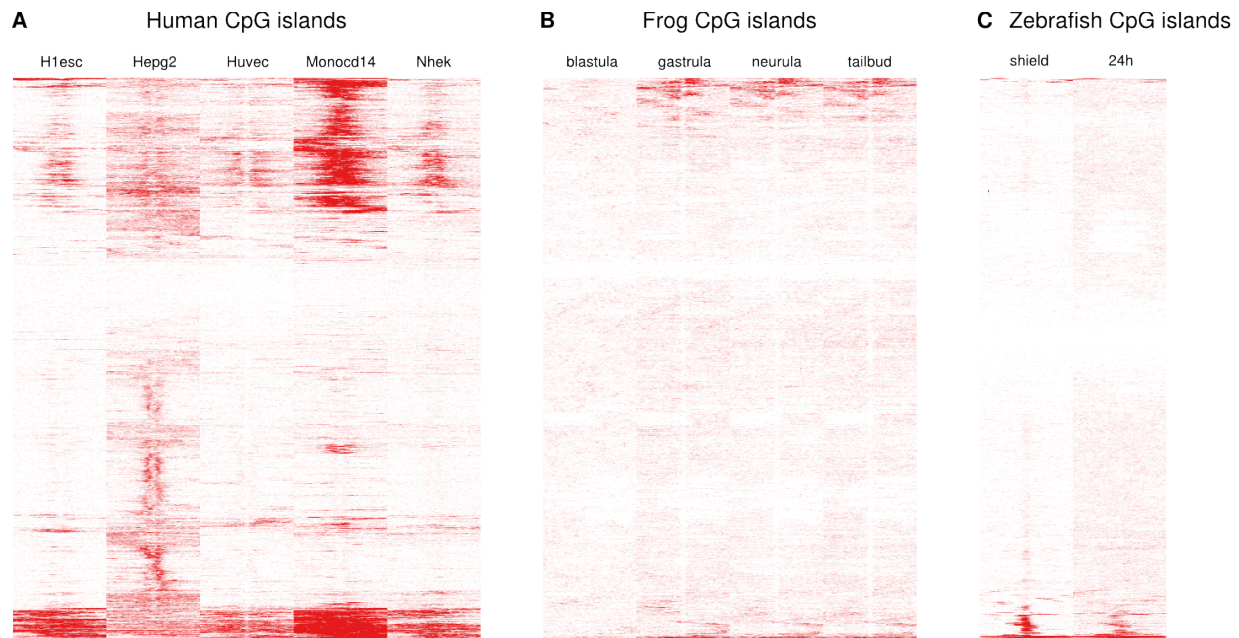 A Human CpG islands
H1esc Hepg2 Huvec Monocd14 Nhek
B Frog CpG islands
blastula gastrula neurula tailbud
C Zebrafish CpG islands
shield 24h